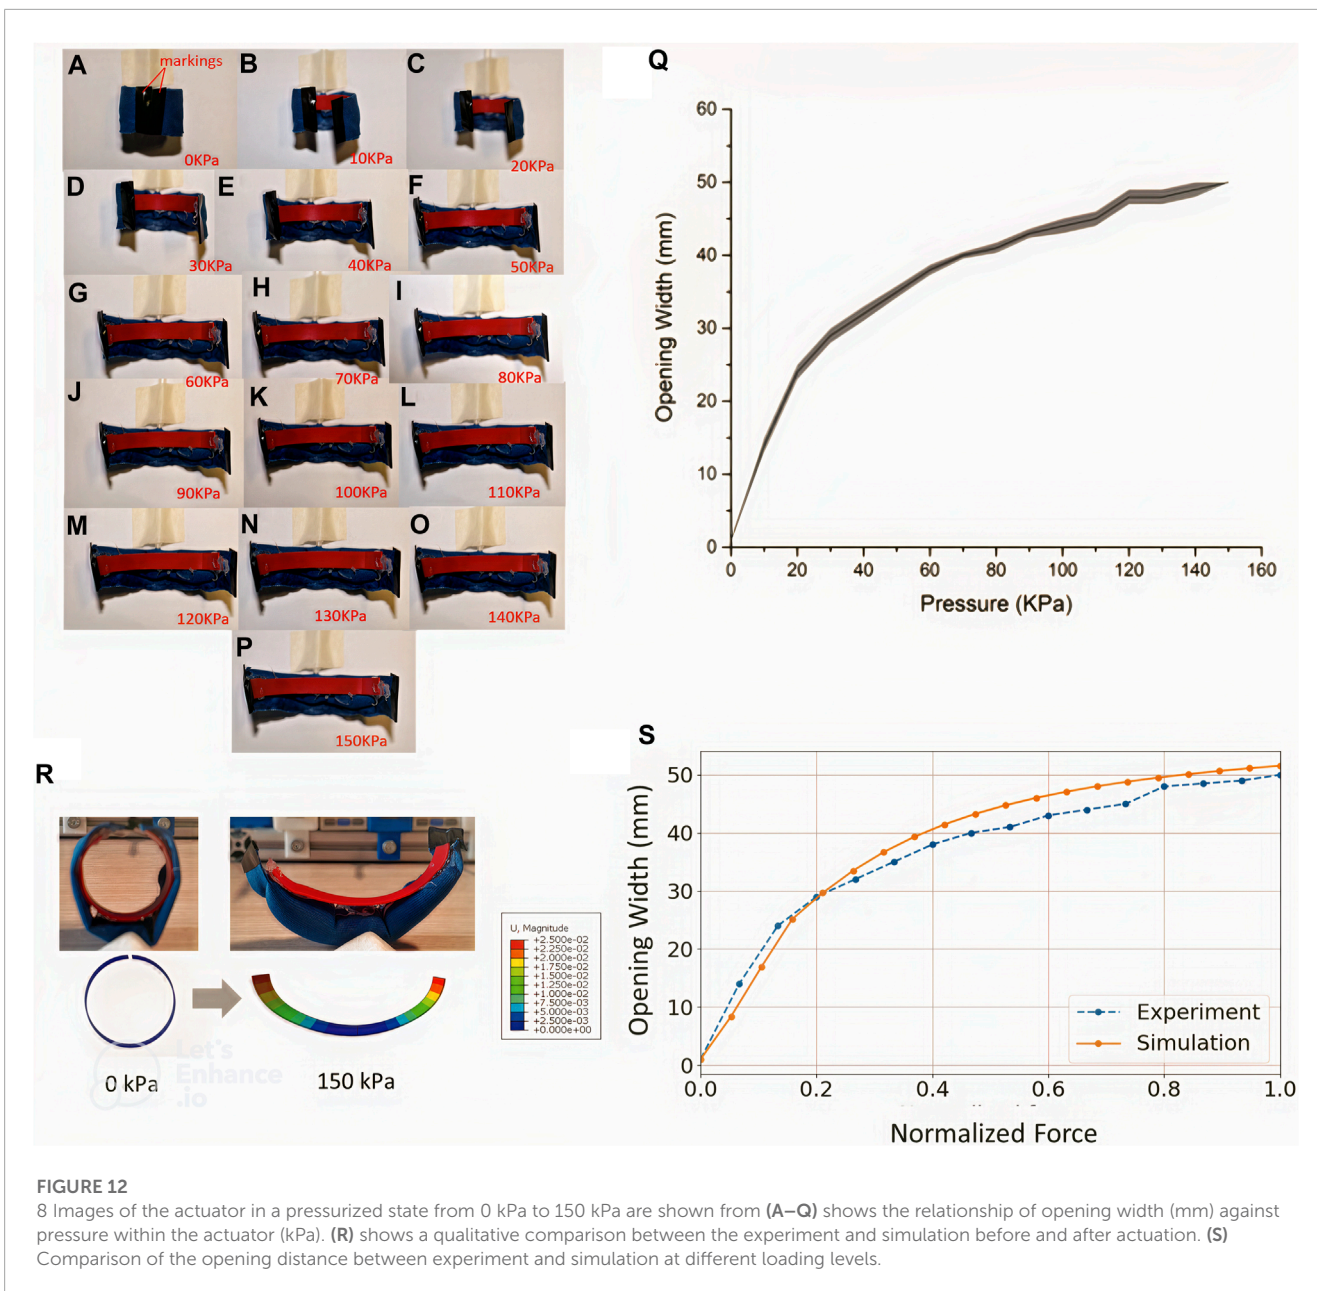 A
markings
0KPa
B
10KPa
C
20KPa
D
30KPa
E
40KPa
F
50KPa
G
60KPa
H
70KPa
I
80KPa
J
90KPa
K
100KPa
L
110KPa
M
120KPa
N
130KPa
O
140KPa
P
150KPa
Q
60
50
40
30
20
10
0
Opening Width (mm)
0 20 40 60 80 100 120 140 160
Pressure (KPa)
R
U, Magnitude
+2.500e-02
+2.250e-02
+2.000e-02
+1.750e-02
+1.500e-02
+1.250e-02
+1.000e-02
+7.500e-03
+5.000e-03
+2.500e-03
+0.000e+00
Let's
Enhance
.io
0 kPa
150 kPa
S
50
40
30
20
10
0
Opening Width (mm)
Experiment
Simulation
0.0 0.2 0.4 0.6 0.8 1.0
Normalized Force
FIGURE 12
8 Images of the actuator in a pressurized state from 0 kPa to 150 kPa are shown from (A–Q) shows the relationship of opening width (mm) against
pressure within the actuator (kPa). (R) shows a qualitative comparison between the experiment and simulation before and after actuation. (S)
Comparison of the opening distance between experiment and simulation at different loading levels.